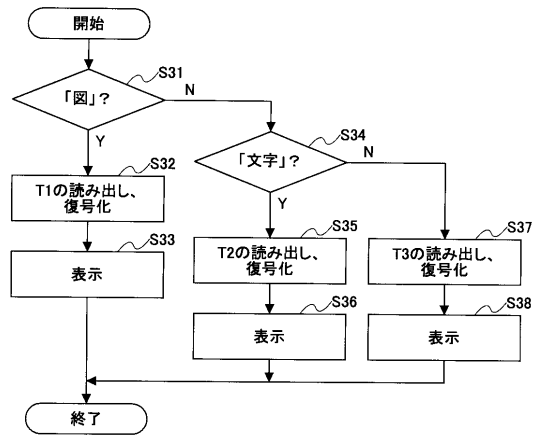 開始
S31
「図」?
N
Y
S34
「文字」?
N
Y
S32
T1の読み出し、
復号化
S33
表示
S35
T2の読み出し、
復号化
S37
T3の読み出し、
復号化
S36
表示
S38
表示
終了